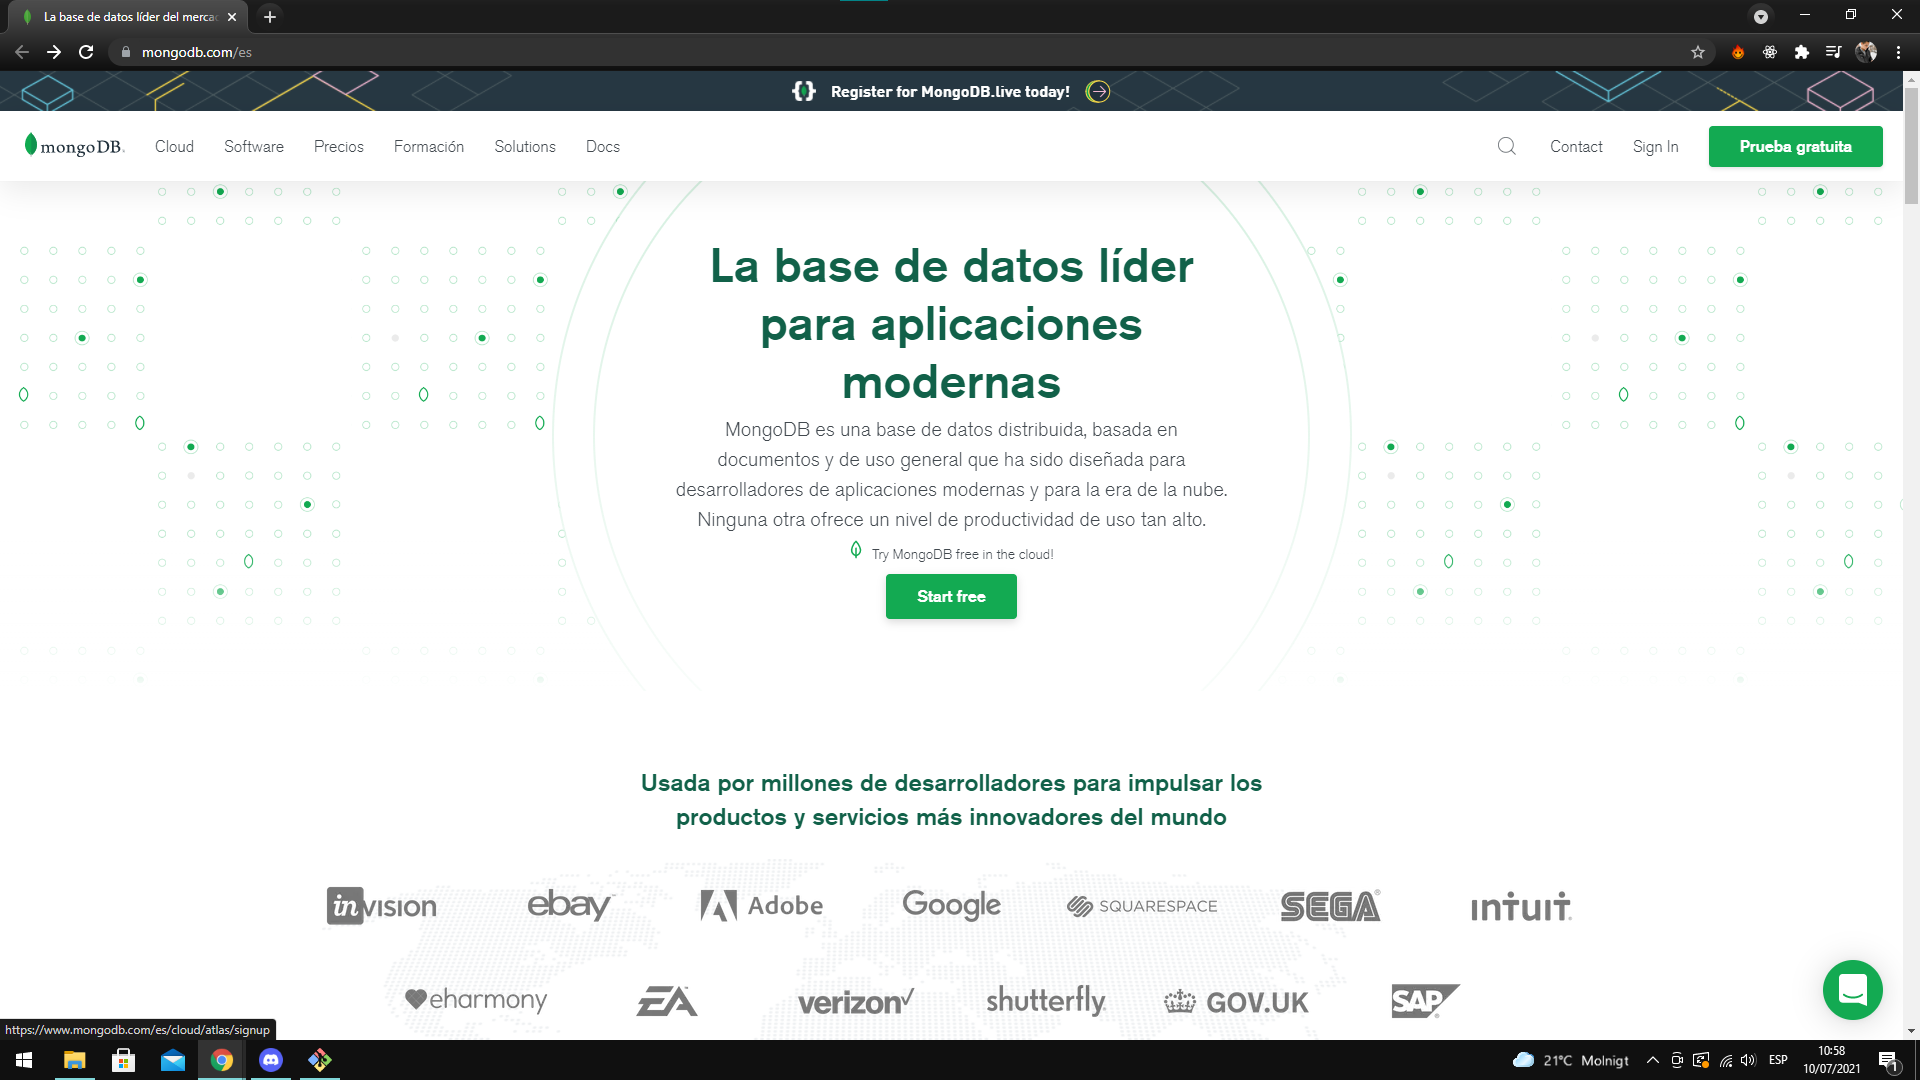 La base de datos líder del merca
mongodb.com/es
Register for MongoDB.live today!
mongoDB.
Cloud
Software
Precios
Formación
Solutions
Docs
Contact
Sign In
Prueba gratuita
La base de datos líder
para aplicaciones
modernas
MongoDB es una base de datos distribuida, basada en
documentos y de uso general que ha sido diseñada para
desarrolladores de aplicaciones modernas y para la era de la nube.
Ninguna otra ofrece un nivel de productividad de uso tan alto.
Try MongoDB free in the cloud!
Start free
Usada por millones de desarrolladores para impulsar los
productos y servicios más innovadores del mundo
invision
ebay
Adobe
Google
SQUARESPACE
SEGA
intuit
eharmony
EA
verizon
shutterfly
GOV.UK
SAP
https://www.mongodb.com/es/cloud/atlas/signup
21°C Molnigt
ESP
10:58
10/07/2021
1